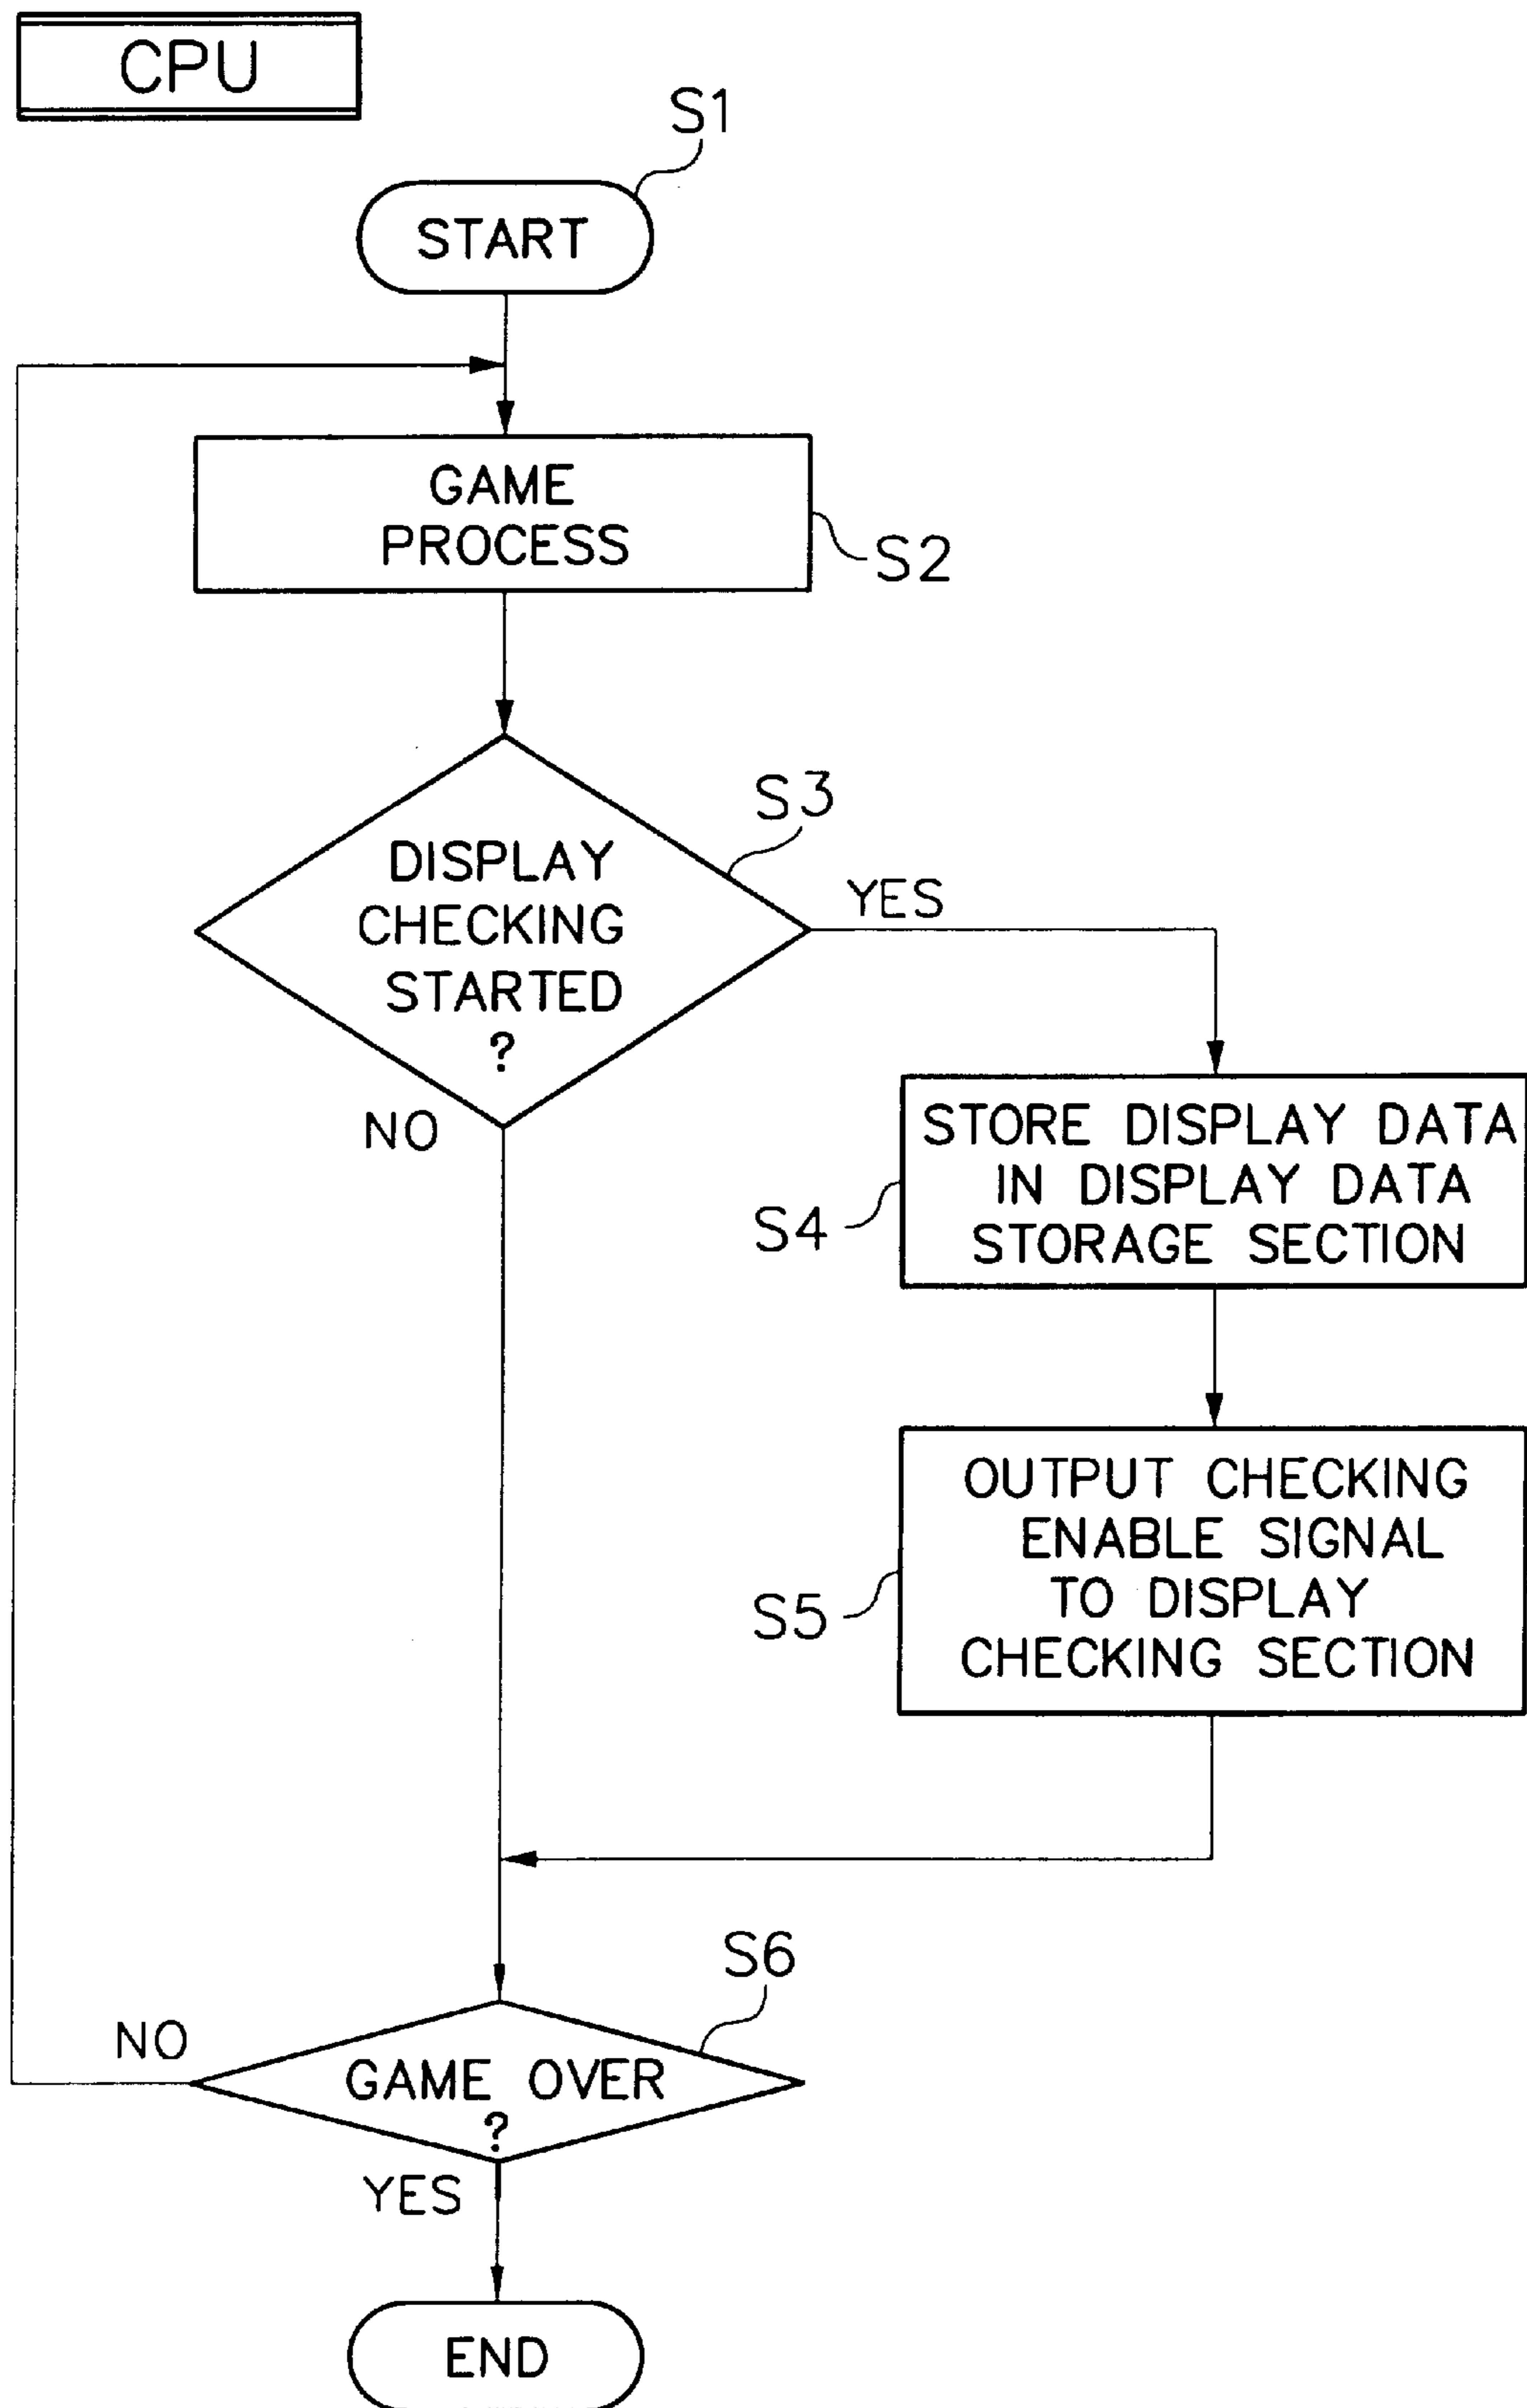 CPU
S1
START
GAME
PROCESS
S2
S3
DISPLAY
CHECKING
STARTED
?
YES
NO
STORE DISPLAY DATA
IN DISPLAY DATA
STORAGE SECTION
S4
OUTPUT CHECKING
ENABLE SIGNAL
TO DISPLAY
CHECKING SECTION
S5
S6
NO
GAME OVER
?
YES
END